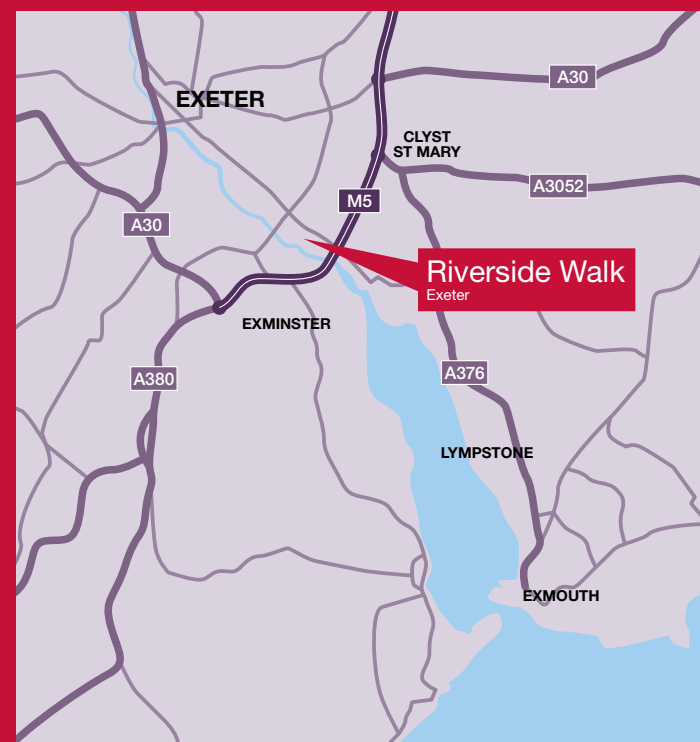 A30
EXETER
CLYST
ST MARY
A3052
M5
A30
Riverside Walk
Exeter
EXMINSTER
A380
A376
LYMPSTONE
EXMOUTH